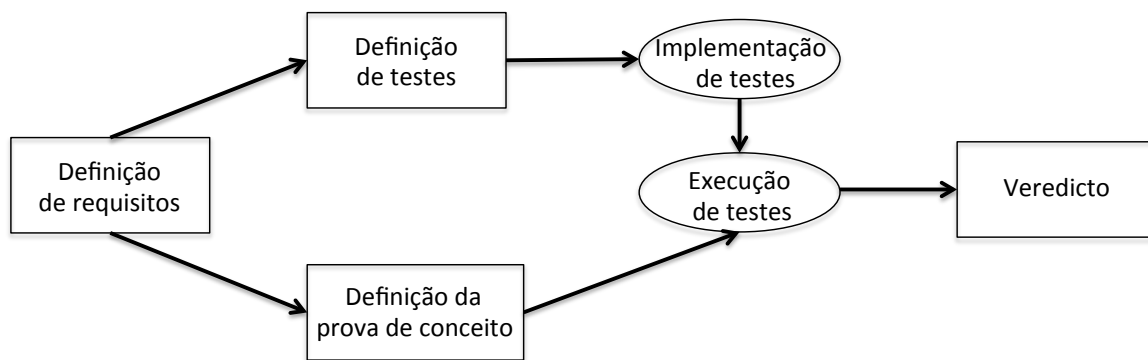 Definição
de testes
Implementação
de testes
Definição
de requisitos
Execução
de testes
Veredicto
Definição da
prova de conceito